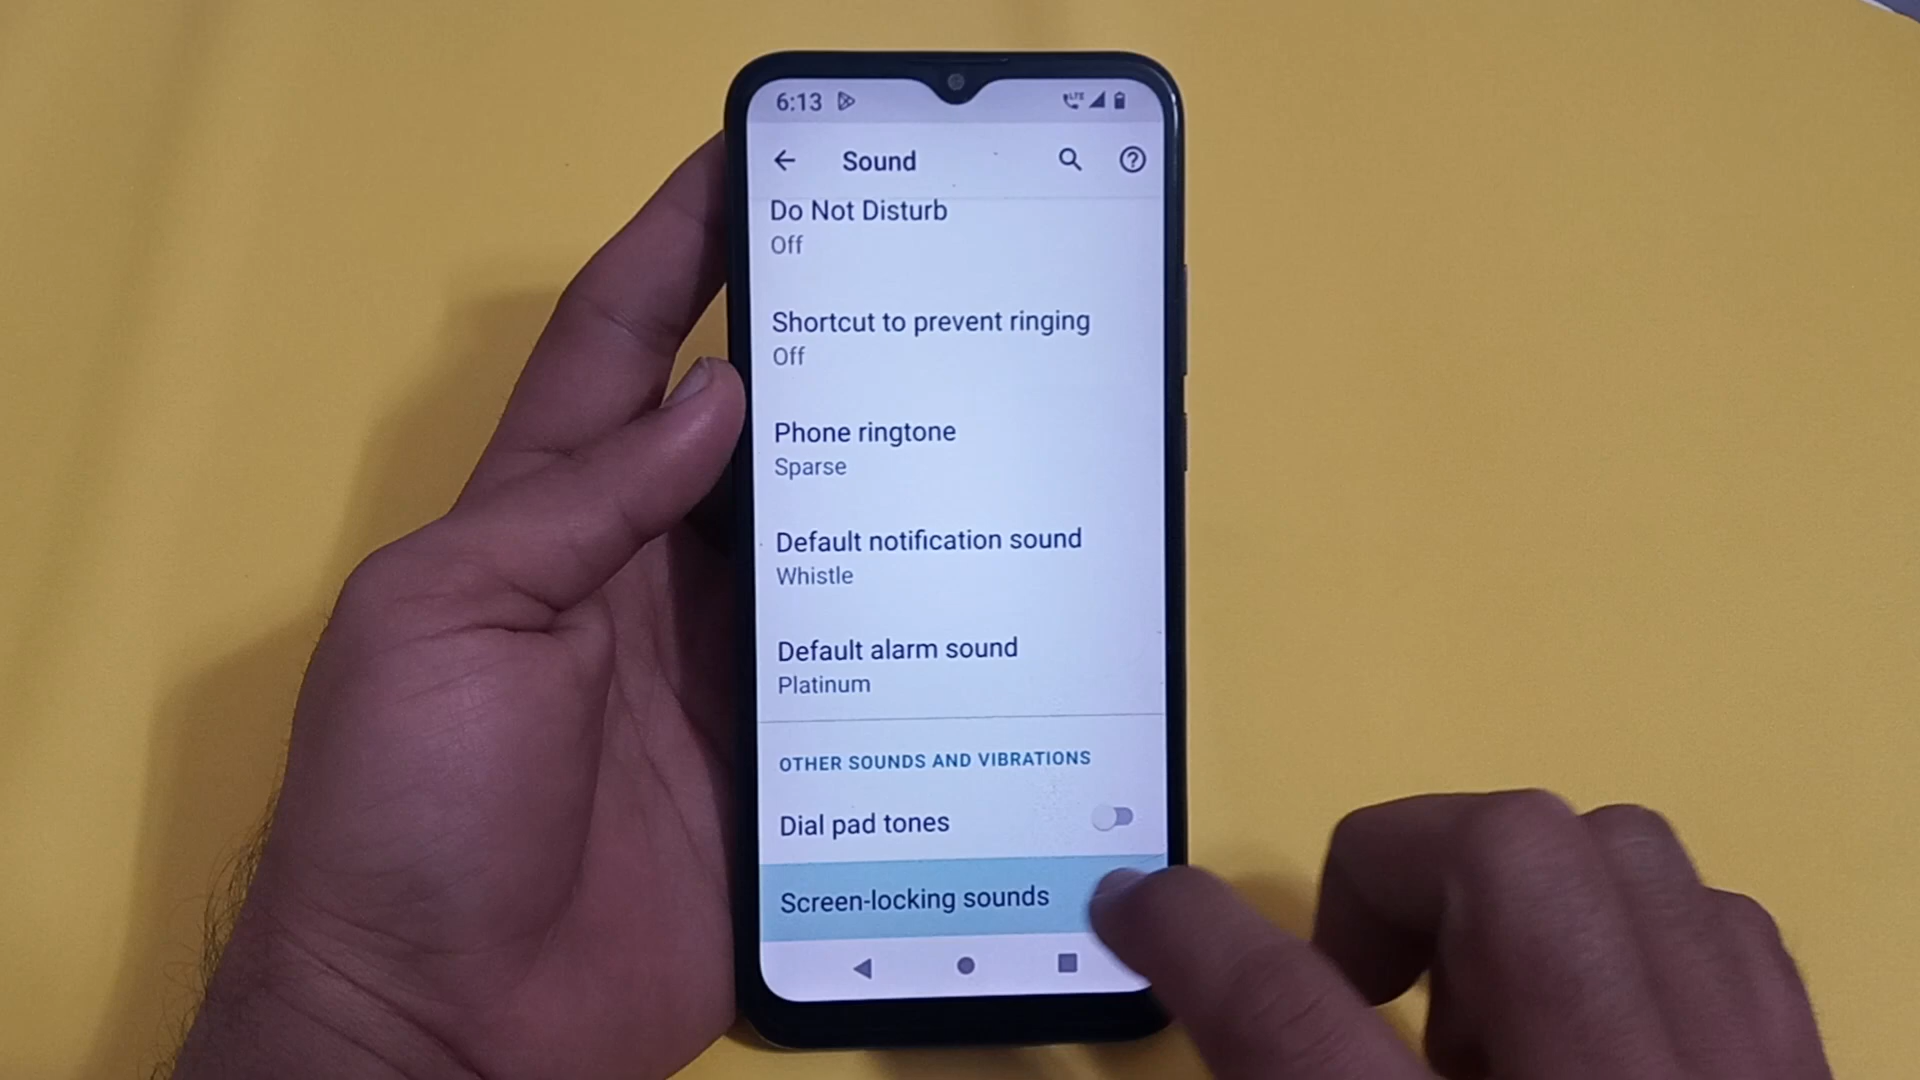 6:13
LTE
Sound
Do Not Disturb
Off
Shortcut to prevent ringing
Off
Phone ringtone
Sparse
Default notification sound
Whistle
Default alarm sound
Platinum
OTHER SOUNDS AND VIBRATIONS
Dial pad tones
Screen-locking sounds